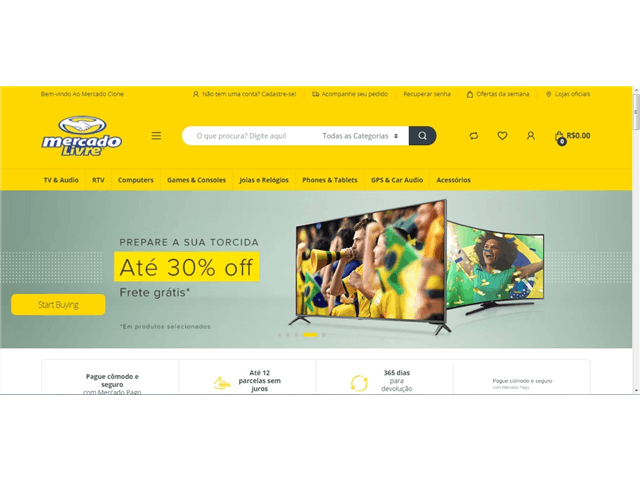 Bem-vindo Ao Mercado Clone
Não tem uma conta? Cadastre-se!
Acompanhe seu pedido
Recuperar senha
Ofertas da semana
Lojas oficiais
mercado
Livre
O que procura? Digite aqui!
Todas as Categorias
0
R$0.00
TV & Audio
RTV
Computers
Games & Consoles
Joias e Relógios
Phones & Tablets
GPS & Car Audio
Acessórios
PREPARE A SUA TORCIDA
Até 30% off
Frete grátis*
Start Buying
*Em produtos selecionados
Pague cômodo e
seguro
com Mercado Pago
Até 12
parcelas sem
juros
365 dias
para
devolução
Pague cômodo e seguro
com Mercado Pago